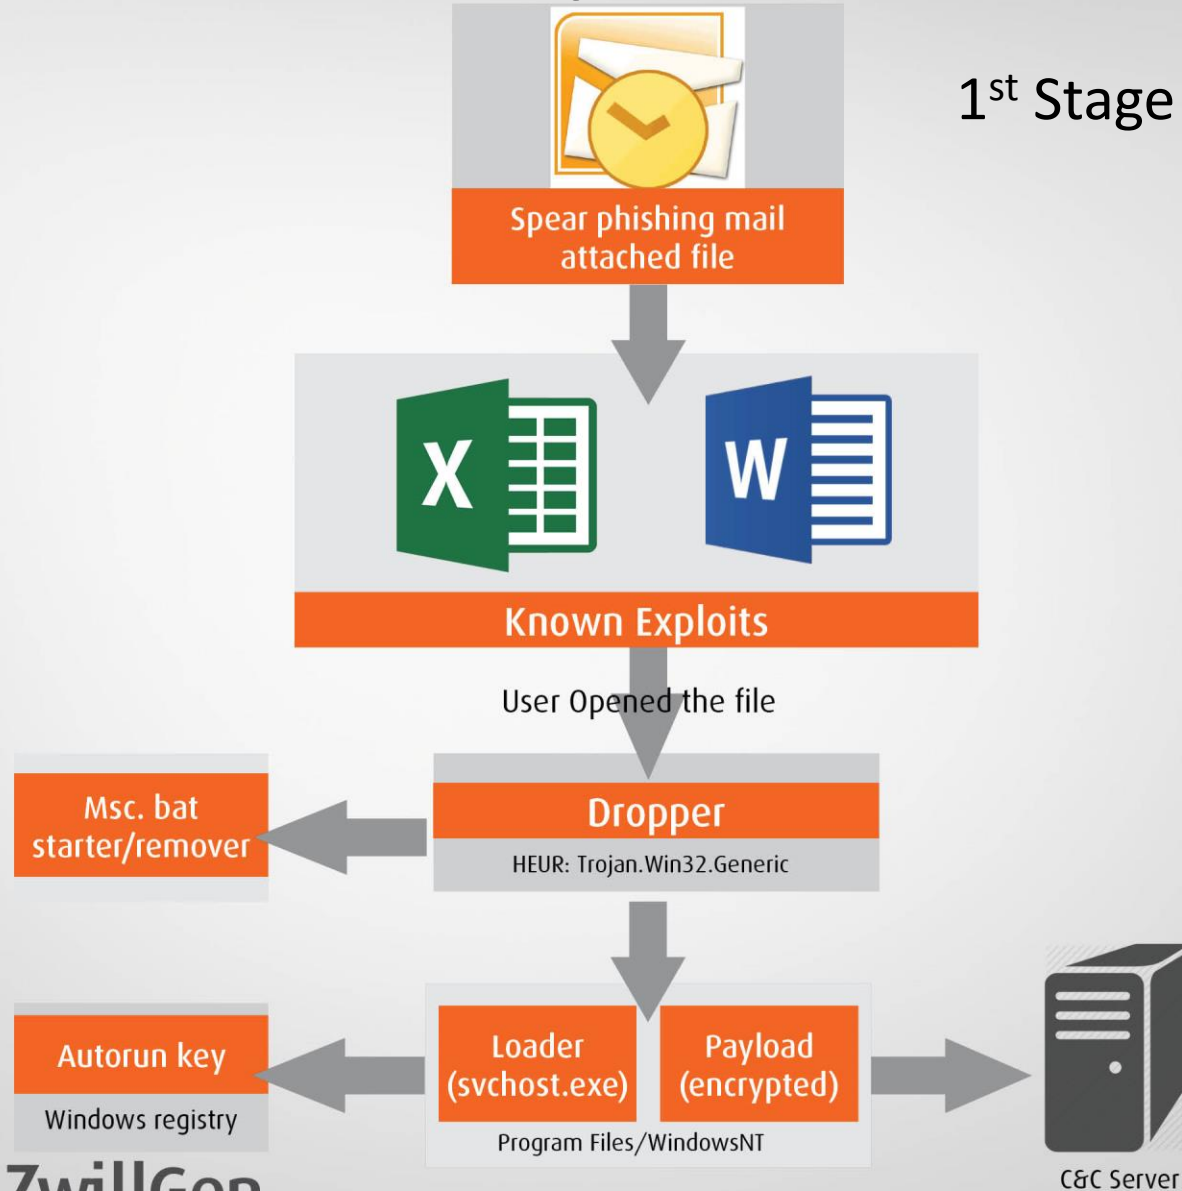 1st Stage
Spear phishing mail
attached file
X
W
Known Exploits
User Opened the file
Msc. bat
starter/remover
Dropper
HEUR: Trojan.Win32.Generic
Autorun key
Windows registry
Loader
(svchost.exe)
Payload
(encrypted)
Program Files/WindowsNT
C&C Server
ZwillGen